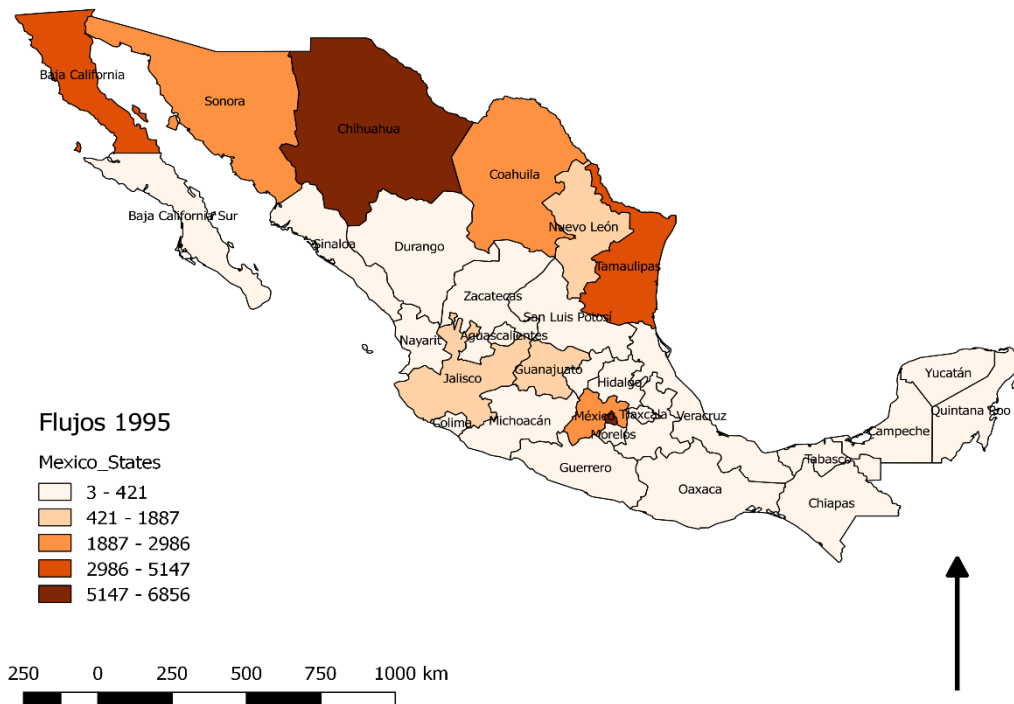 Baja California
Sonora
Chihuahua
Coahuila
Baja California Sur
Sinaloa
Durango
Nuevo León
Tamaulipas
Zacatecas
San Luis Potosí
Nayarit
Aguascalientes
Jalisco
Guanajuato
Hidalgo
Yucatán
Quintana Roo
Campeche
Colima
Michoacán
México
Tlaxcala
Veracruz
Morelos
Guerrero
Oaxaca
Tabasco
Chiapas
Flujos 1995
Mexico_States
3 - 421
421 - 1887
1887 - 2986
2986 - 5147
5147 - 6856
250 0 250 500 750 1000 km